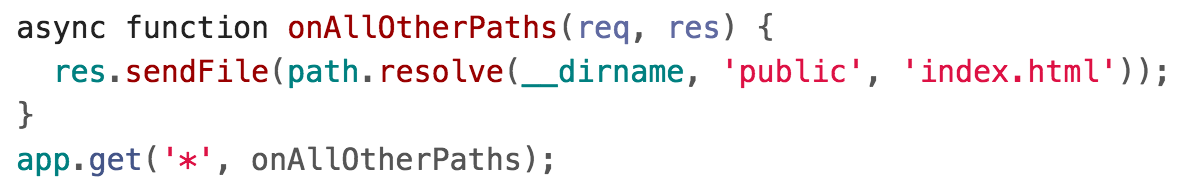 async function onAllOtherPaths(req, res) {
  res.sendFile(path.resolve(__dirname, 'public', 'index.html'));
}
app.get('*', onAllOtherPaths);